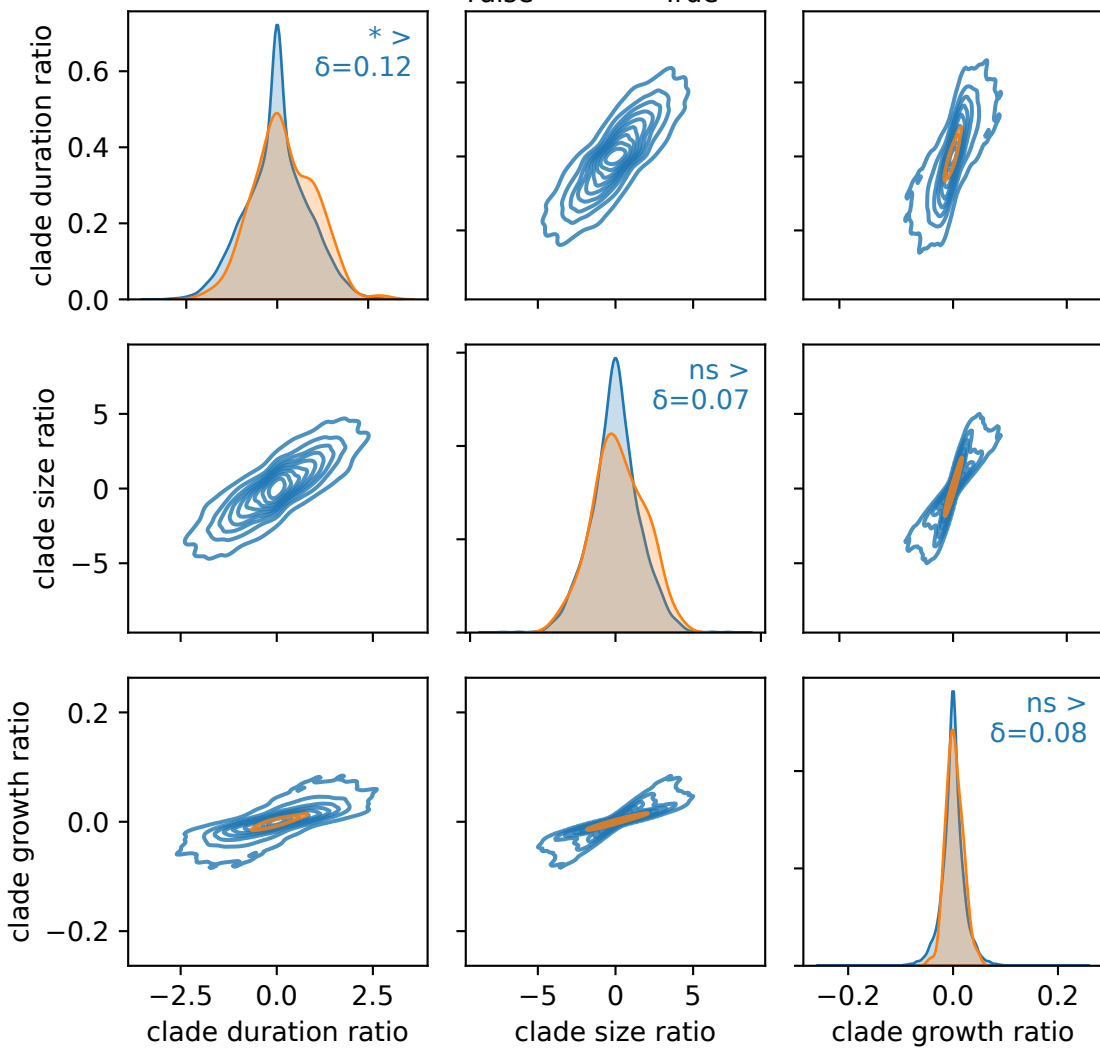 * >
δ=0.12
clade duration ratio
0.6
0.4
0.2
0.0
ns >
δ=0.07
clade size ratio
5
0
−5
ns >
δ=0.08
clade growth ratio
0.2
0.0
−0.2
−2.5 0.0 2.5 −5 0 5 −0.2 0.0 0.2
clade duration ratio clade size ratio clade growth ratio